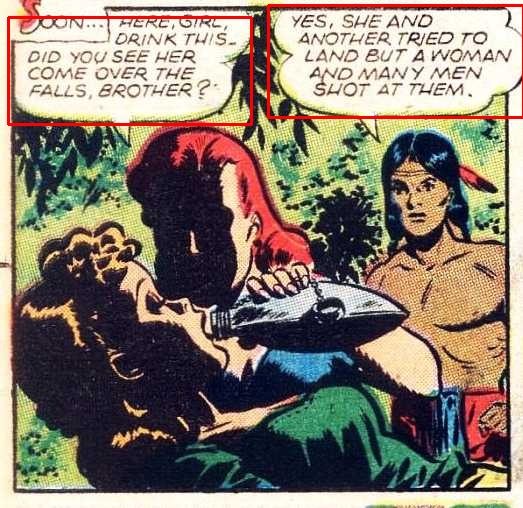 SOON...
HERE, GIRL,
DRINK THIS_
DID YOU SEE HER
COME OVER THE
FALLS, BROTHER?
YES, SHE AND
ANOTHER TRIED TO
LAND BUT A WOMAN
AND MANY MEN
SHOT AT THEM.